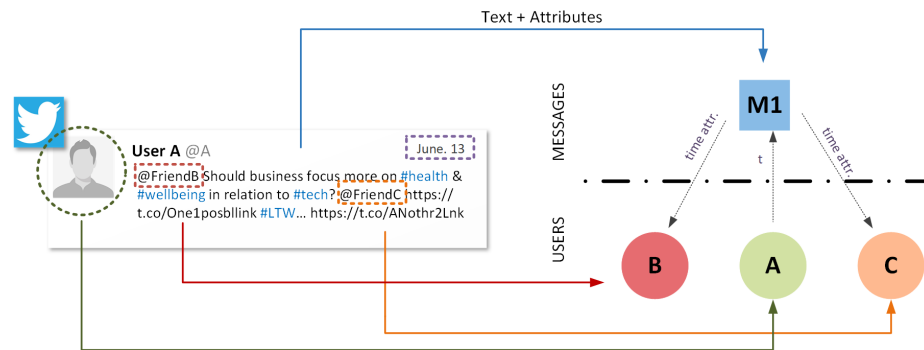 Text + Attributes
MESSAGES
M1
User A @A
June. 13
@FriendB Should business focus more on #health &
#wellbeing in relation to #tech? @FriendC https://
t.co/One1posbllink #LTW... https://t.co/ANothr2Lnk
time attr.
t
time attr.
USERS
B
A
C